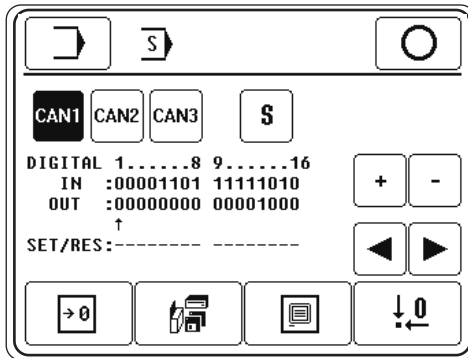 S
CAN1 CAN2 CAN3 S
DIGITAL 1......8 9......16
IN :00001101 11111010
OUT :00000000 00001000
↑
SET/RES:-------- --------
+ -
→0
0